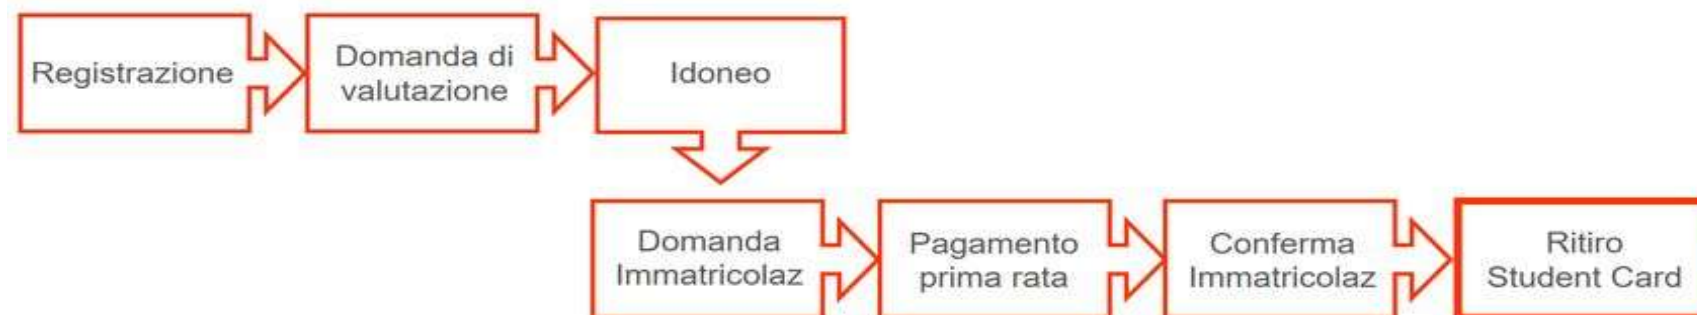 Registrazione
Domanda di
valutazione
Idoneo
Domanda
Immatricolaz
Pagamento
prima rata
Conferma
Immatricolaz
Ritiro
Student Card